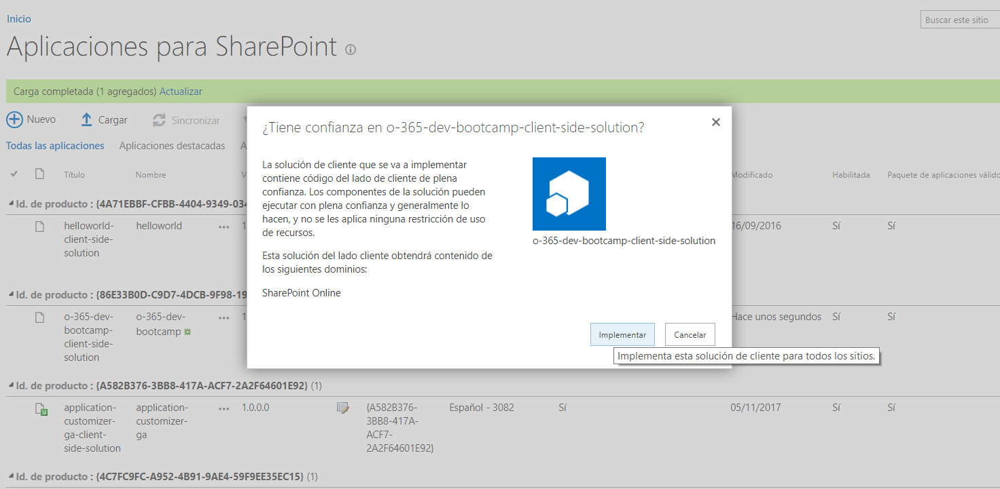 Inicio
Buscar este sitio
Aplicaciones para SharePoint
Carga completada (1 agregados) Actualizar
Nuevo Cargar Sincronizar
Todas las aplicaciones Aplicaciones destacadas A
Título Nombre Modificado Habilitada Paquete de aplicaciones válido
Id. de producto : {4A71EBBF-CFBB-4404-9349-034
helloworld- helloworld ... 1 16/09/2016 Sí Sí
client-side-
solution
Id. de producto : {86E33B0D-C9D7-4DCB-9F98-19
o-365-dev- o-365-dev- ... 1 Hace unos segundos Sí Sí
bootcamp- bootcamp
client-side-
solution
Id. de producto : {A582B376-3BB8-417A-ACF7-2A2F64601E92} (1)
application- application- ... 1.0.0.0 {A582B376- Español - 3082 Sí 05/11/2017 Sí Sí
customizer- customizer- 3BB8-417A-
ga-client- ga ACF7-
side-solution 2A2F64601E92}
Id. de producto : {4C7FC9FC-A952-4B91-9AE4-59F9EE35EC15} (1)
¿Tiene confianza en o-365-dev-bootcamp-client-side-solution?
La solución de cliente que se va a implementar
contiene código del lado de cliente de plena
confianza. Los componentes de la solución pueden
ejecutar con plena confianza y generalmente lo
hacen, y no se les aplica ninguna restricción de uso
de recursos.
Esta solución del lado cliente obtendrá contenido de
los siguientes dominios:
SharePoint Online
o-365-dev-bootcamp-client-side-solution
Implementar Cancelar
Implementa esta solución de cliente para todos los sitios.